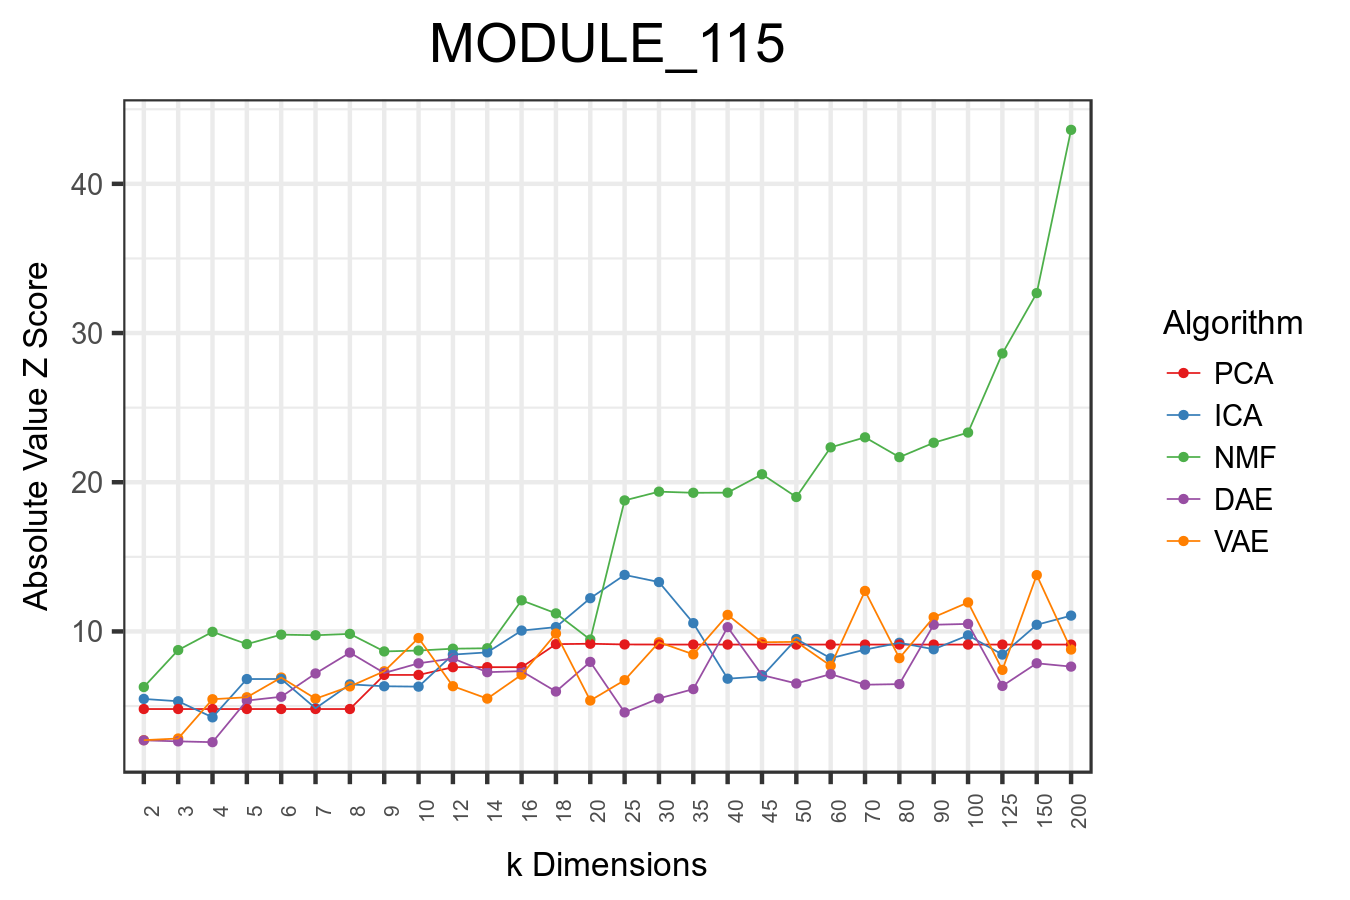 MODULE_115
Absolute Value Z Score
40
30
20
10
2 3 4 5 6 7 8 9 10 12 14 16 18 20 25 30 35 40 45 50 60 70 80 90 100 125 150 200
k Dimensions
Algorithm
PCA
ICA
NMF
DAE
VAE